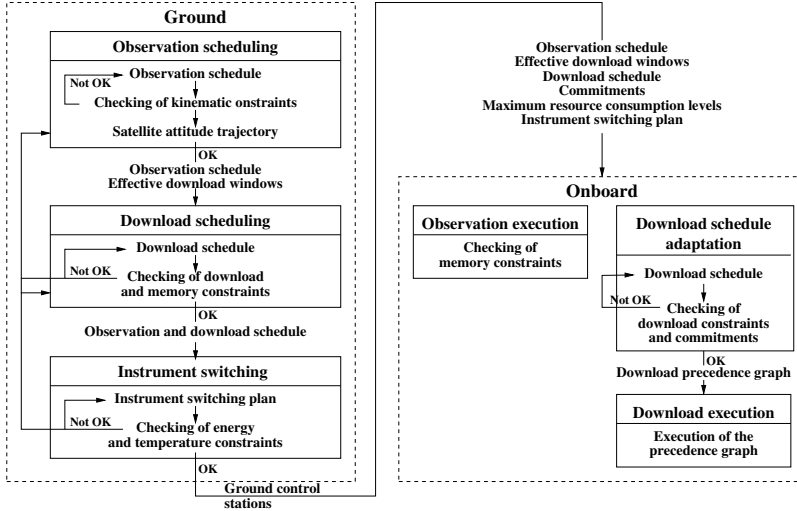 Ground
Observation scheduling
Observation schedule
Not OK
Checking of kinematic constraints
Satellite attitude trajectory
OK
Observation schedule
Effective download windows
Download scheduling
Download schedule
Not OK
Checking of download
and memory constraints
OK
Observation and download schedule
Instrument switching
Instrument switching plan
Not OK
Checking of energy
and temperature constraints
OK
Ground control
stations
Observation schedule
Effective download windows
Download schedule
Commitments
Maximum resource consumption levels
Instrument switching plan
Onboard
Observation execution
Checking of
memory constraints
Download schedule
adaptation
Download schedule
Not OK
Checking of
download constraints
and commitments
OK
Download precedence graph
Download execution
Execution of the
precedence graph